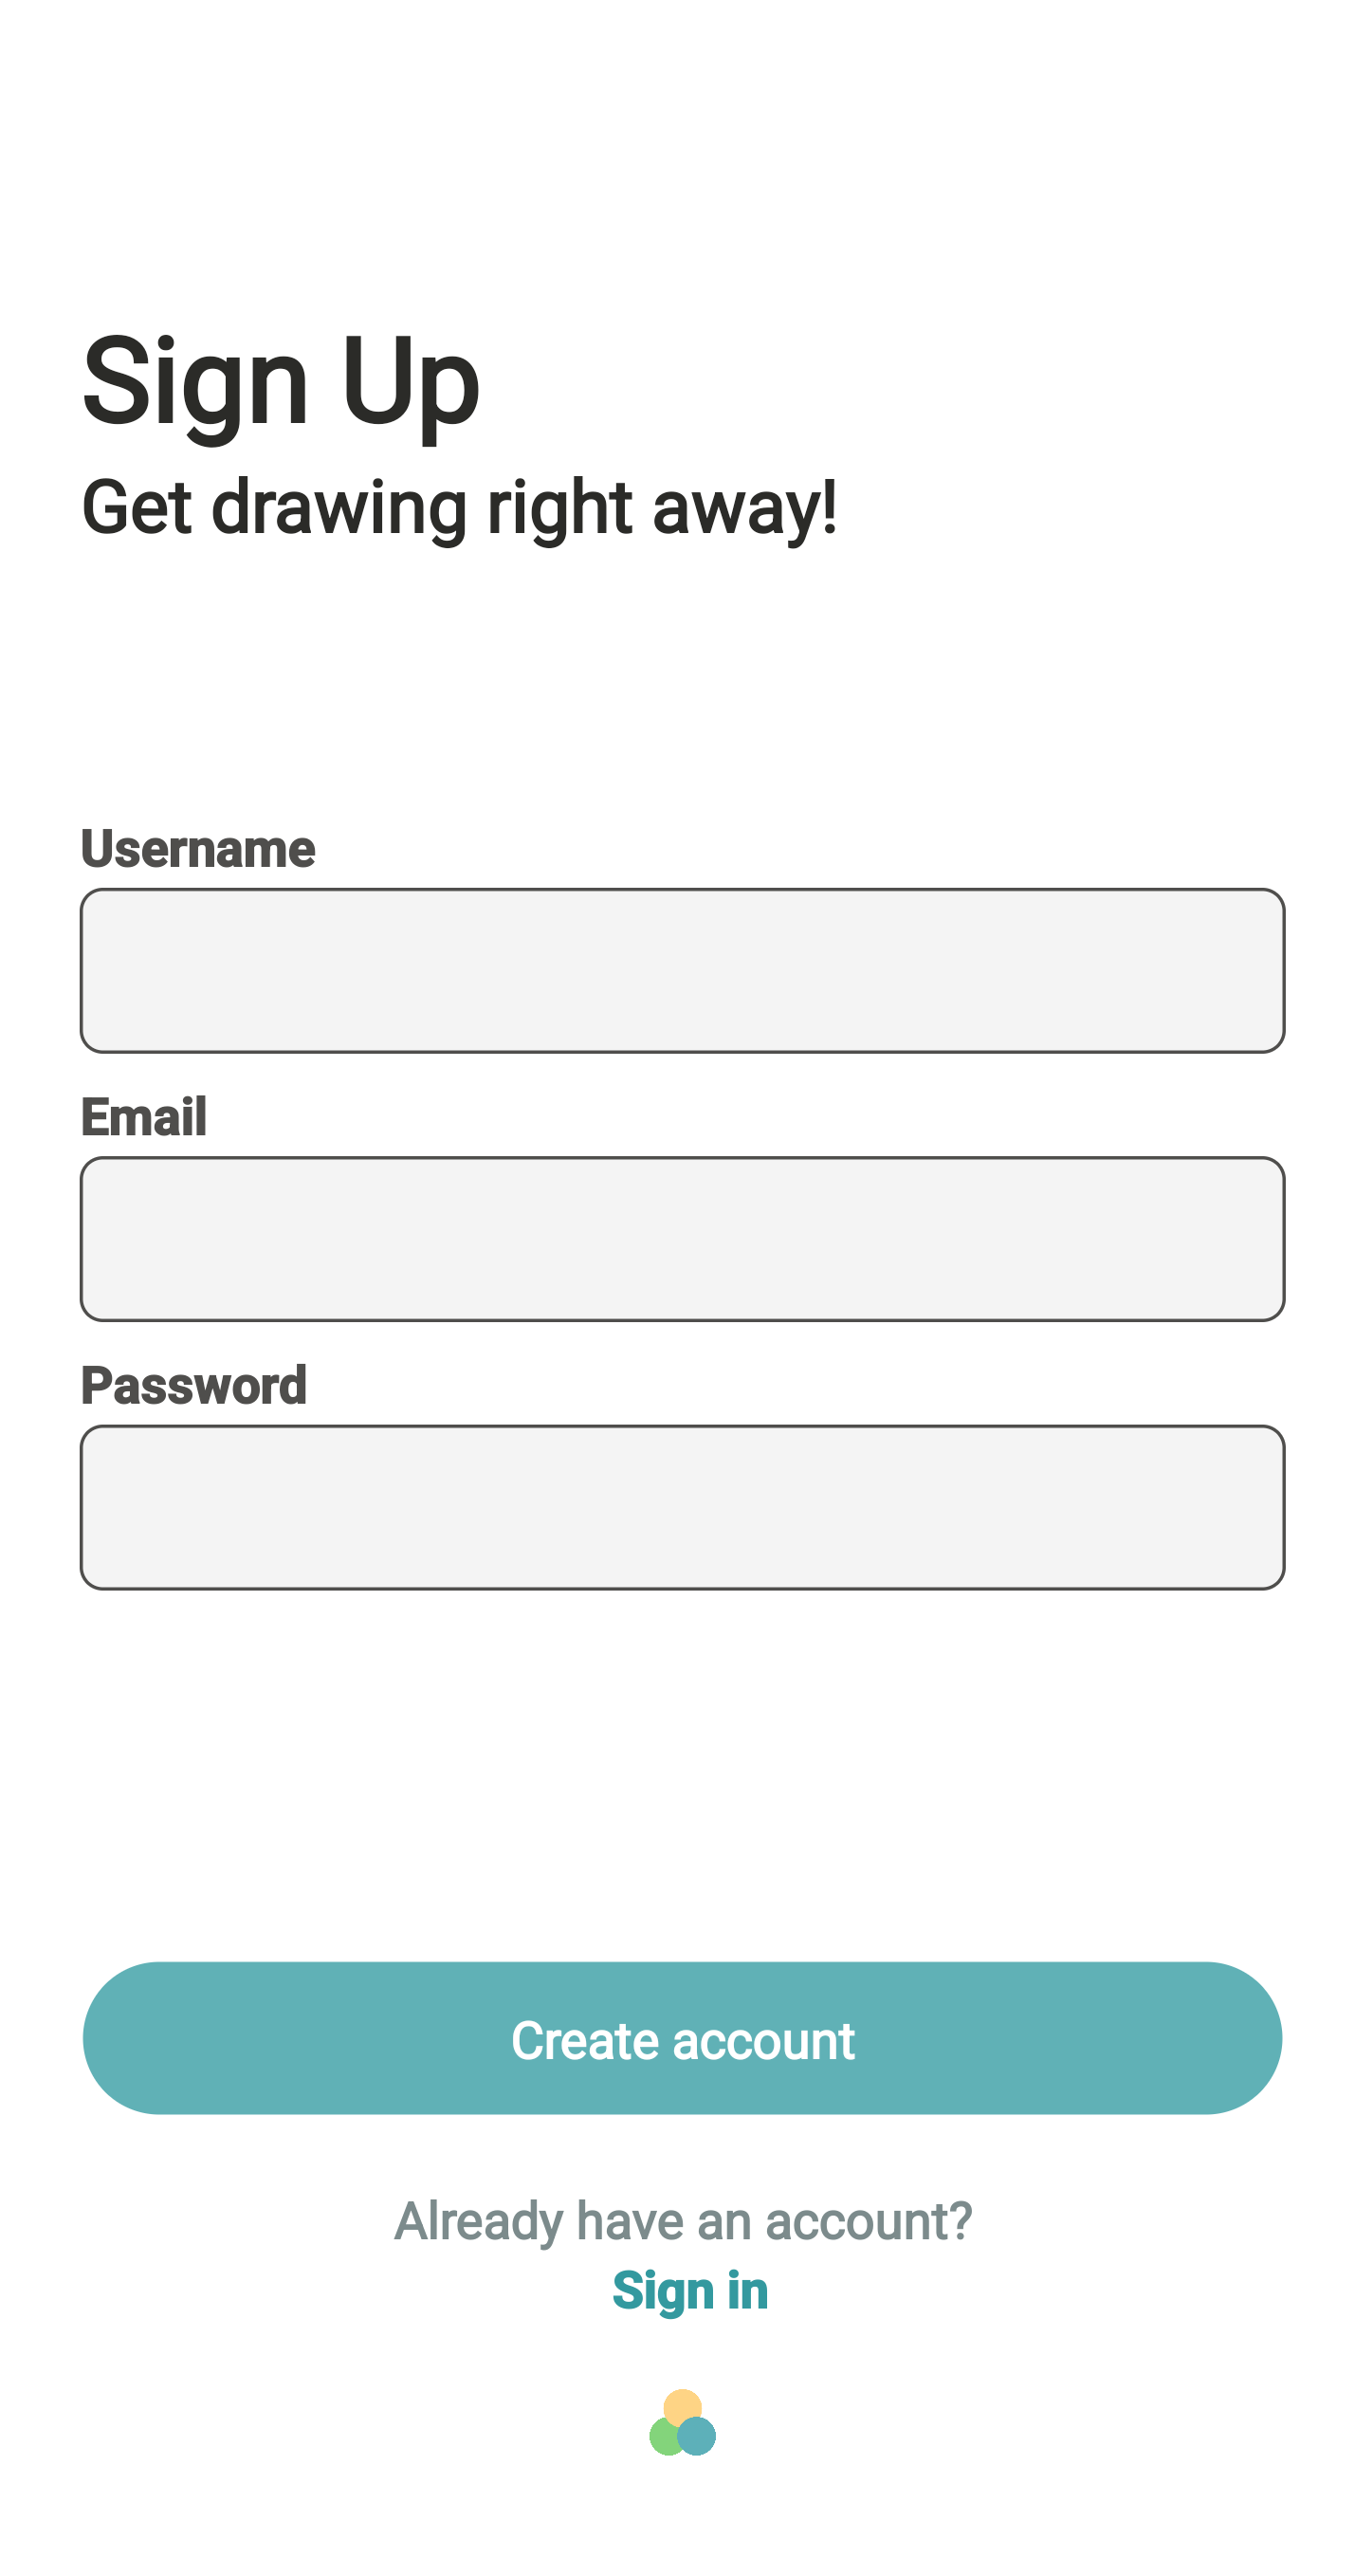 Sign Up
Get drawing right away!
Username
Email
Password
Create account
Already have an account?
Sign in